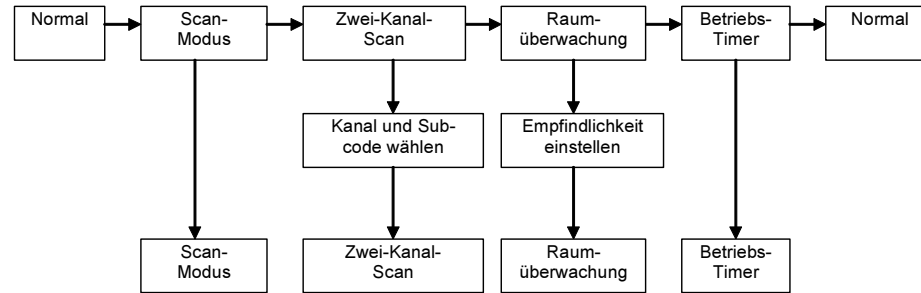 Normal
Scan-
Modus
Zwei-Kanal-
Scan
Raum-
überwachung
Betriebs-
Timer
Normal
Kanal und Sub-
code wählen
Empfindlichkeit
einstellen
Scan-
Modus
Zwei-Kanal-
Scan
Raum-
überwachung
Betriebs-
Timer